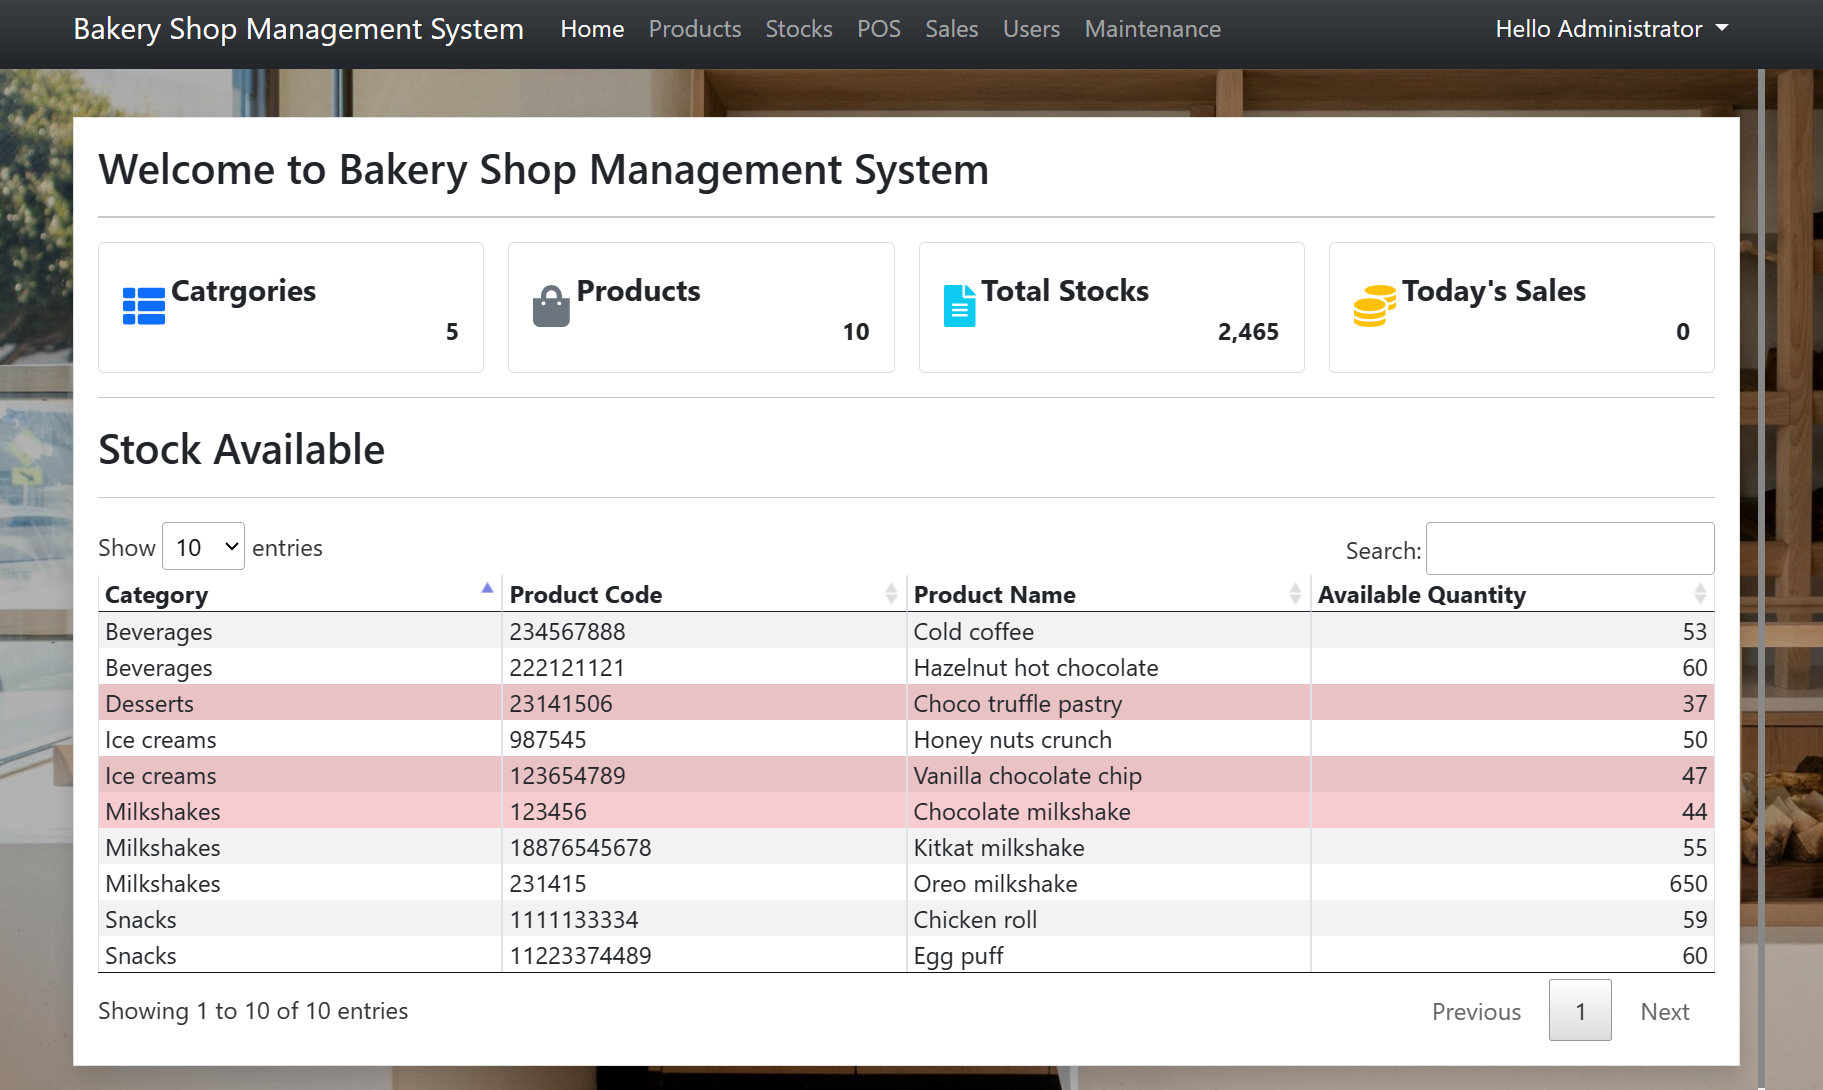 Bakery Shop Management System Home Products Stocks POS Sales Users Maintenance Hello Administrator
Welcome to Bakery Shop Management System
Catrgories
5
Products
10
Total Stocks
2,465
Today's Sales
0
Stock Available
Show 10 entries Search:
Category Product Code Product Name Available Quantity
Beverages 234567888 Cold coffee 53
Beverages 222121121 Hazelnut hot chocolate 60
Desserts 23141506 Choco truffle pastry 37
Ice creams 987545 Honey nuts crunch 50
Ice creams 123654789 Vanilla chocolate chip 47
Milkshakes 123456 Chocolate milkshake 44
Milkshakes 18876545678 Kitkat milkshake 55
Milkshakes 231415 Oreo milkshake 650
Snacks 1111133334 Chicken roll 59
Snacks 11223374489 Egg puff 60
Showing 1 to 10 of 10 entries Previous 1 Next